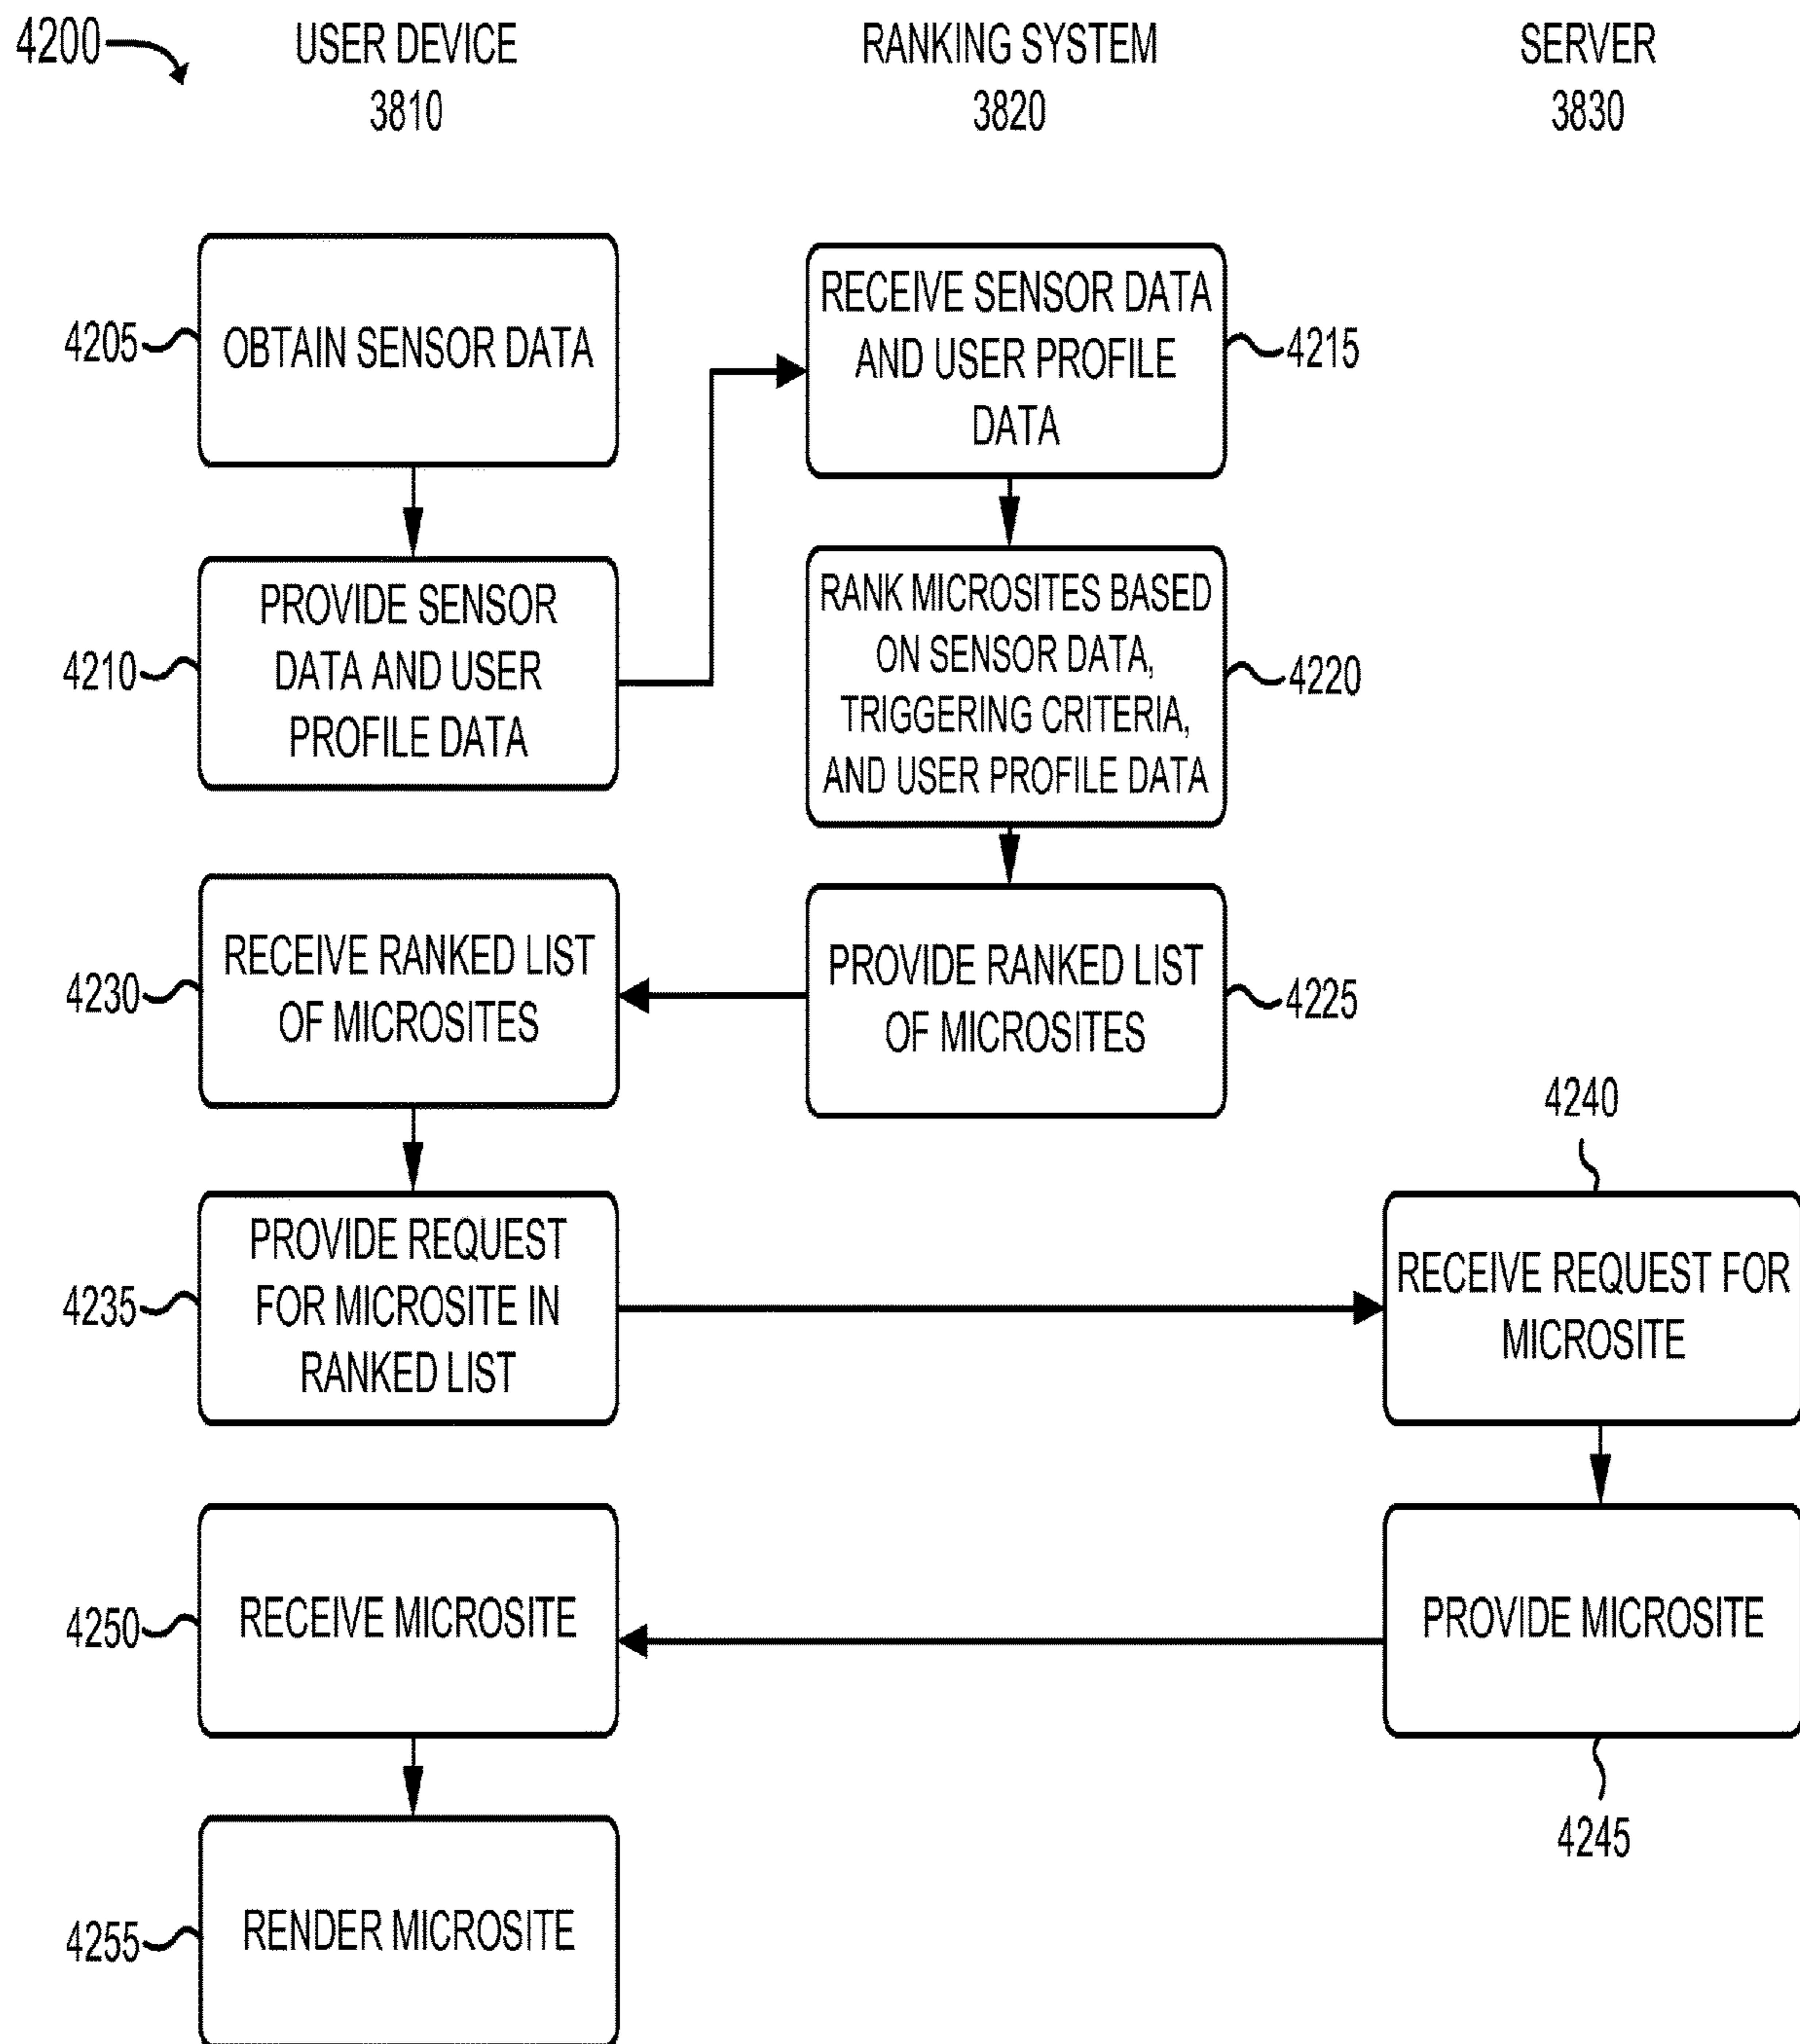 4200
USER DEVICE
3810
RANKING SYSTEM
3820
SERVER
3830
4205
OBTAIN SENSOR DATA
RECEIVE SENSOR DATA
AND USER PROFILE
DATA
4215
4210
PROVIDE SENSOR
DATA AND USER
PROFILE DATA
RANK MICROSITES BASED
ON SENSOR DATA,
TRIGGERING CRITERIA,
AND USER PROFILE DATA
4220
4230
RECEIVE RANKED LIST
OF MICROSITES
PROVIDE RANKED LIST
OF MICROSITES
4225
4235
PROVIDE REQUEST
FOR MICROSITE IN
RANKED LIST
4240
RECEIVE REQUEST FOR
MICROSITE
4250
RECEIVE MICROSITE
PROVIDE MICROSITE
4245
4255
RENDER MICROSITE